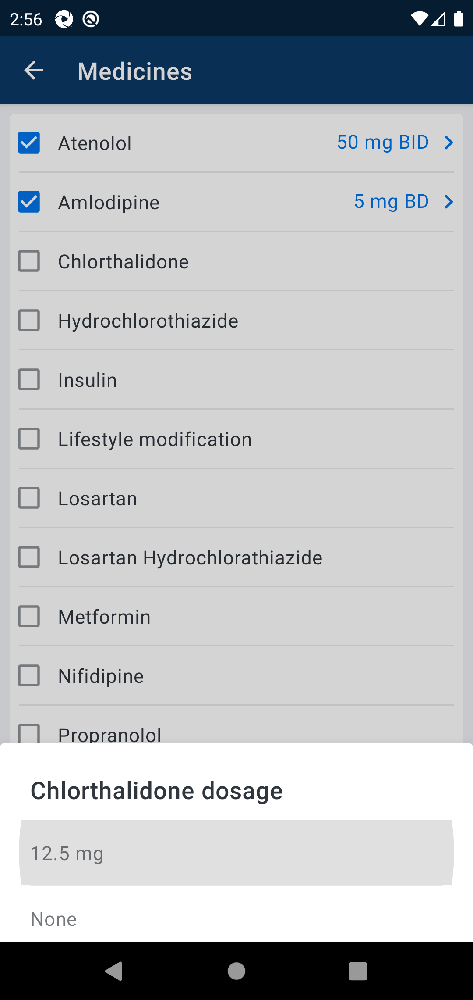 2:56
Medicines
Atenolol 50 mg BID
Amlodipine 5 mg BD
Chlorthalidone
Hydrochlorothiazide
Insulin
Lifestyle modification
Losartan
Losartan Hydrochlorathiazide
Metformin
Nifidipine
Propranolol
Chlorthalidone dosage
12.5 mg
None